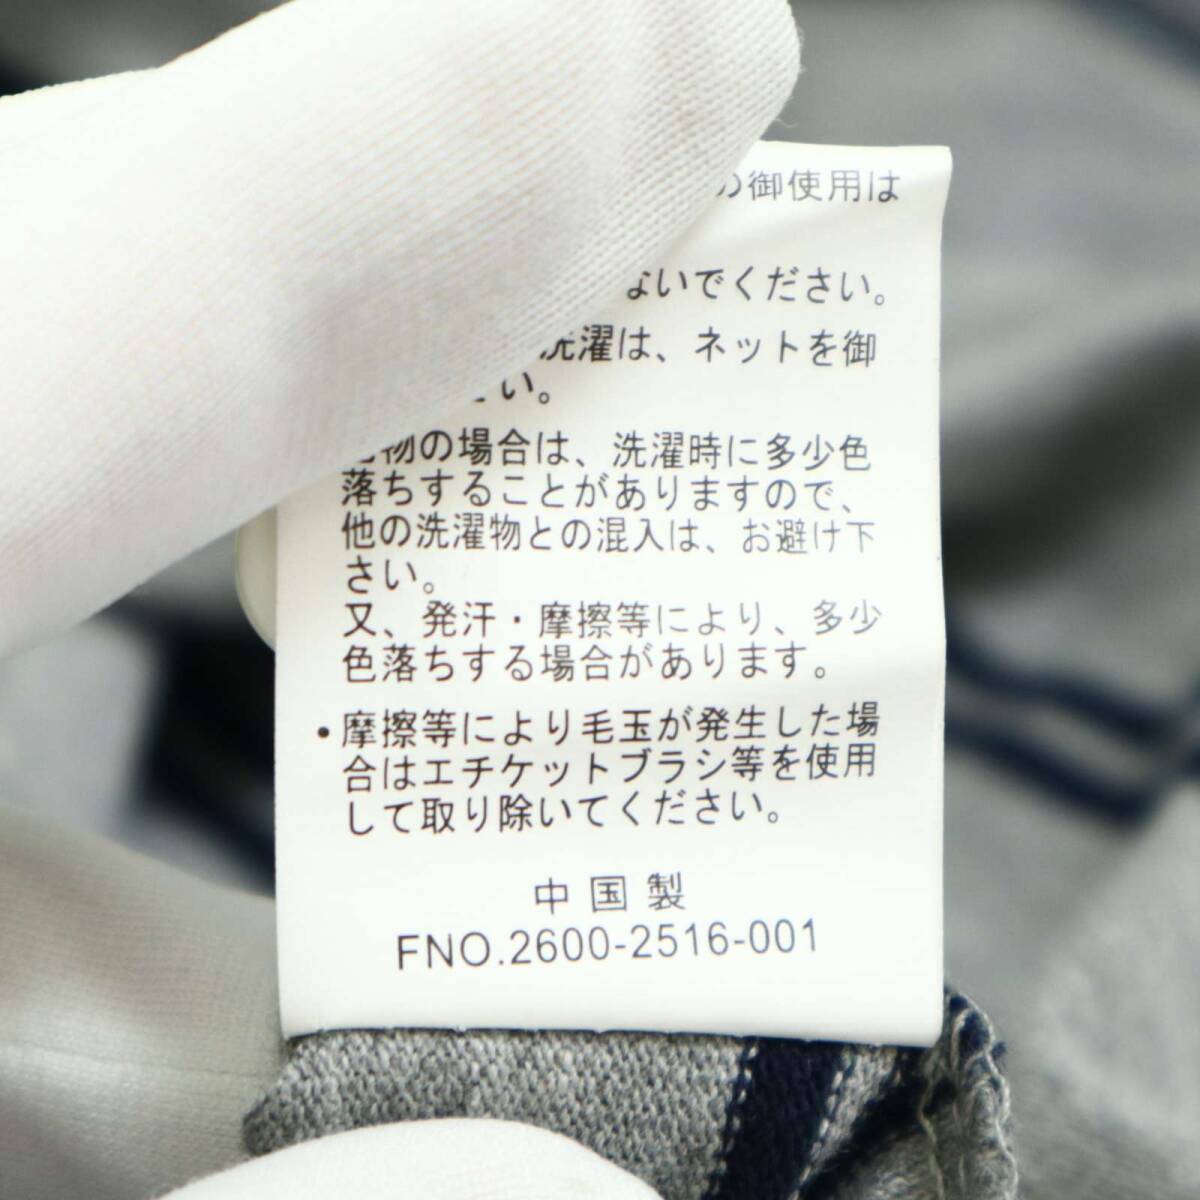 の御使用は
ないでください。
洗濯は、ネットを御
い。
物の場合は、洗濯時に多少色
落ちすることがありますので、
他の洗濯物との混入は、お避け下
さい。
又、発汗・摩擦等により、多少
色落ちする場合があります。
・摩擦等により毛玉が発生した場
合はエチケットブラシ等を使用
して取り除いてください。
中国製
FNO.2600-2516-001